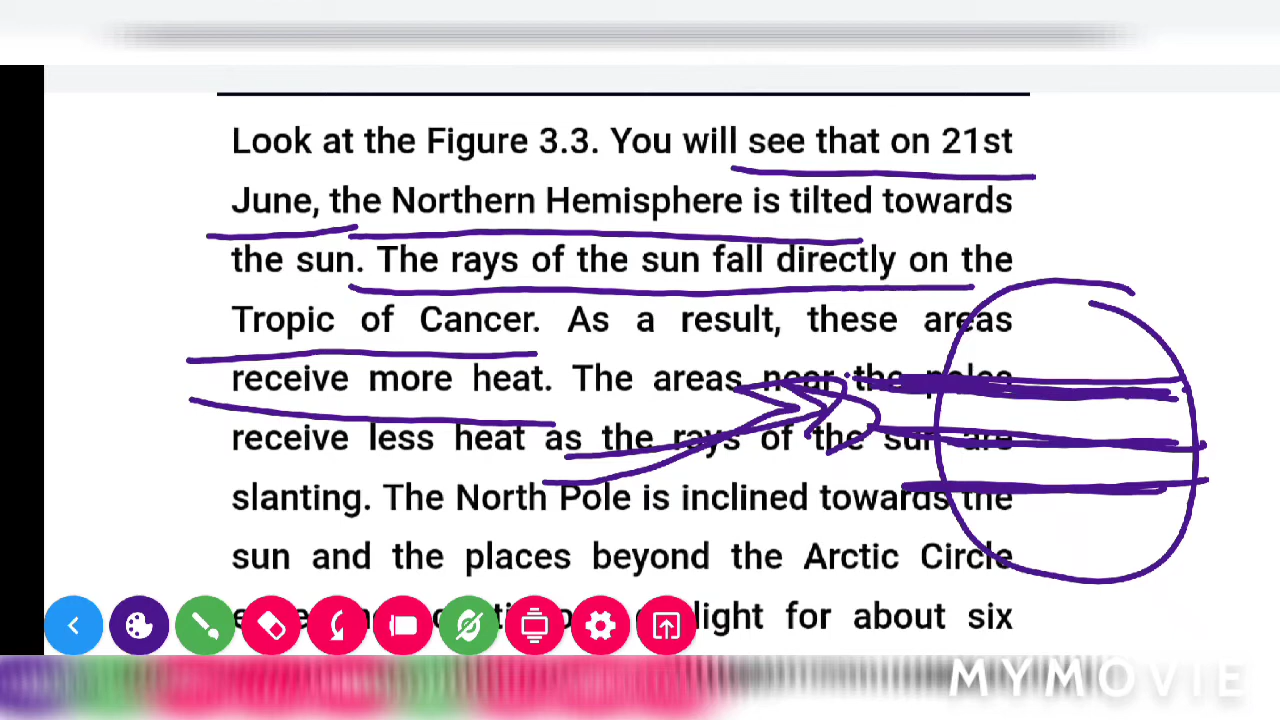 Look at the Figure 3.3. You will see that on 21st
June, the Northern Hemisphere is tilted towards
the sun. The rays of the sun fall directly on the
Tropic of Cancer. As a result, these areas
receive more heat. The areas near the poles
receive less heat as the rays of the sun are
slanting. The North Pole is inclined towards the
sun and the places beyond the Arctic Circle
light for about six
MYMOVIE